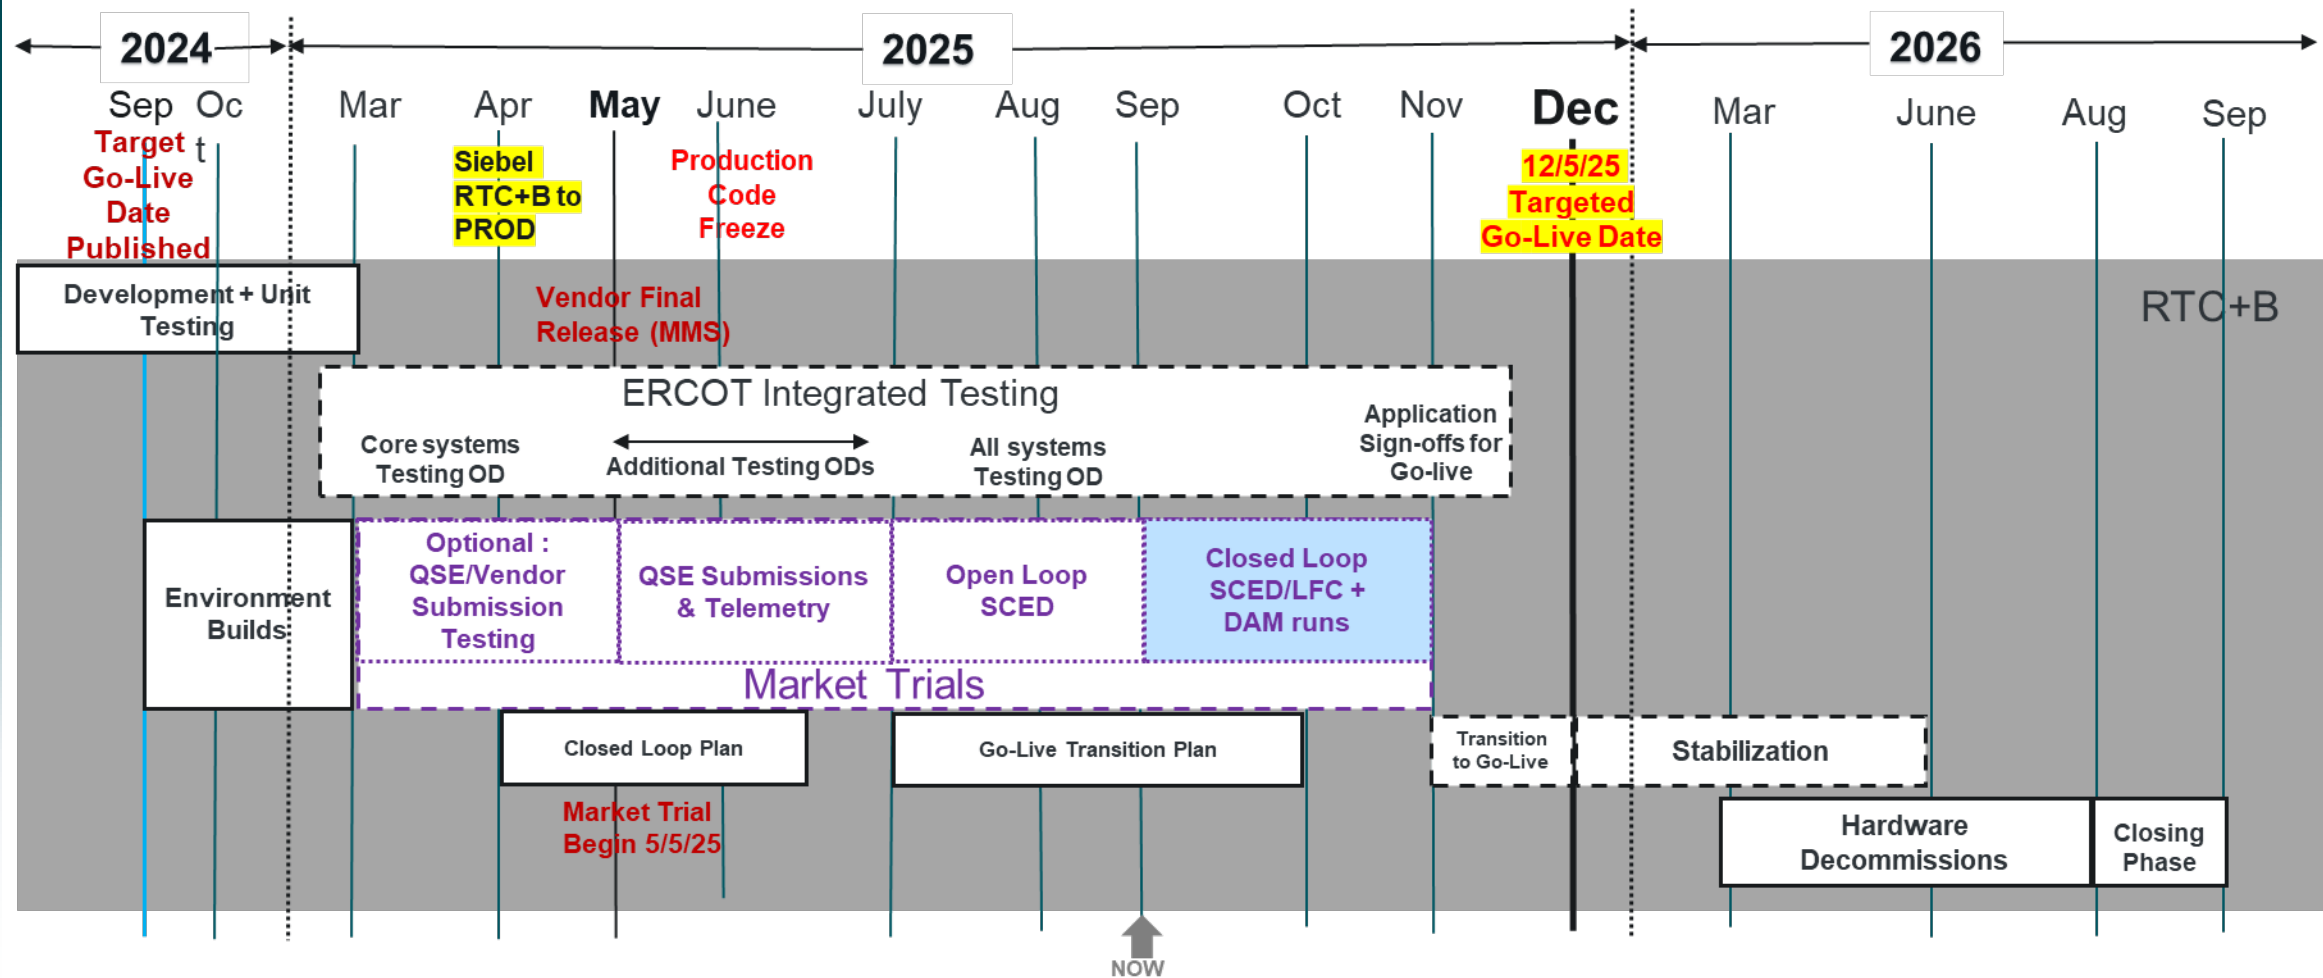 2024
2025
2026
Sep
Oc
t
Mar
Apr
May
June
July
Aug
Sep
Oct
Nov
Dec
Mar
June
Aug
Sep
Target
Go-Live
Date
Published
Siebel
RTC+B to
PROD
Production
Code
Freeze
12/5/25
Targeted
Go-Live Date
Development + Unit
Testing
Vendor Final
Release (MMS)
RTC+B
ERCOT Integrated Testing
Core systems
Testing OD
Additional Testing ODs
All systems
Testing OD
Application
Sign-offs for
Go-live
Environment
Builds
Optional :
QSE/Vendor
Submission
Testing
QSE Submissions
& Telemetry
Open Loop
SCED
Closed Loop
SCED/LFC +
DAM runs
Market Trials
Closed Loop Plan
Go-Live Transition Plan
Transition
to Go-Live
Stabilization
Market Trial
Begin 5/5/25
Hardware
Decommissions
Closing
Phase
NOW